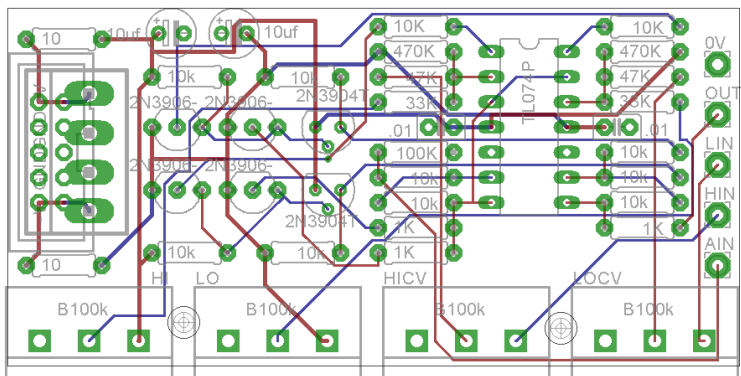 10
10uf
10uf
10K
10K
470K
470K
0V
10k
10k
47K
47K
2N3906-
2N3906-
2N3904T
33K
33K
TL074P
OUT
.01
.01
LIN
2N3906-
2N3906-
100K
10k
10k
10k
HIN
2N3904T
10k
10k
1K
1K
10
10k
10k
1K
AIN
HI
LO
HICV
LOCV
B100k
B100k
B100k
B100k